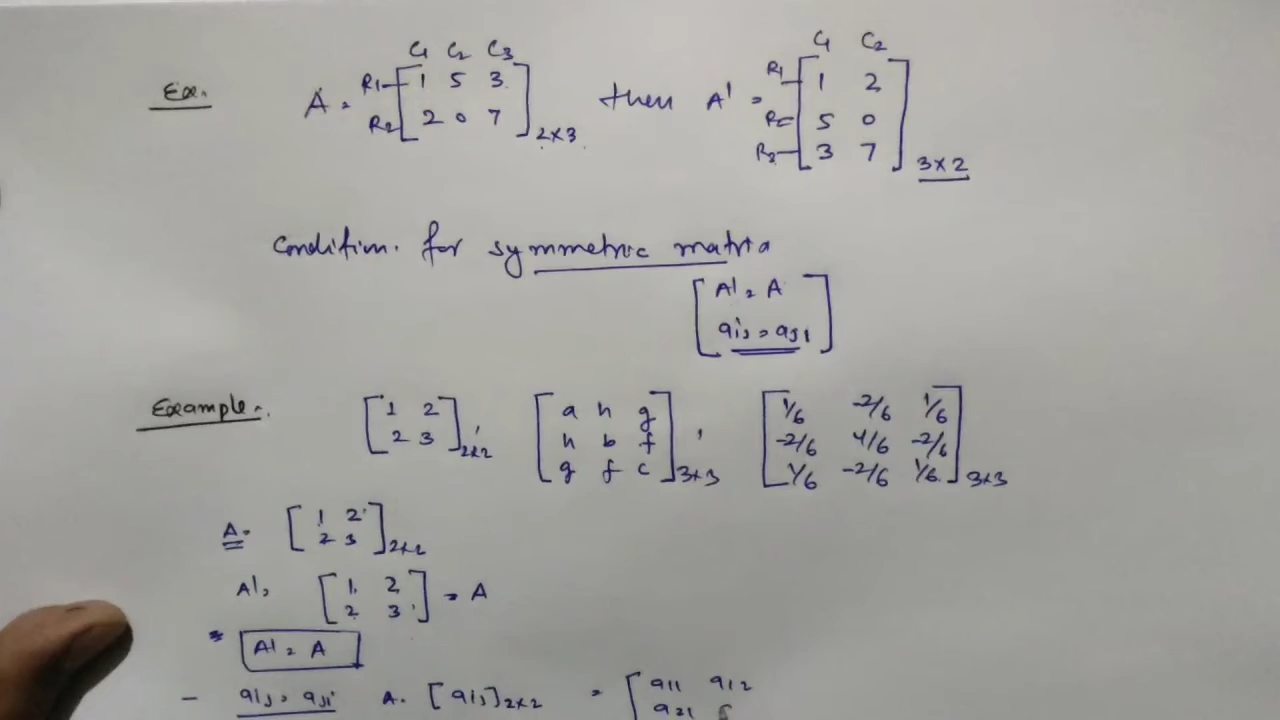 C1 C2 C3
Ex. A = R1 [ 1 5 3 ] then A' = R1 [ 1 2 ] C1 C2
R2 [ 2 0 7 ] 2×3 R2 [ 5 0 ]
R3 [ 3 7 ] 3×2
Condition. for symmetric matrix
[ A' = A
aij = aji ]
Example:- [ 1 2 ] , [ a h g ] , [ 1/6 -2/6 1/6 ]
[ 2 3 ] 2×2 [ h b f ] [ -2/6 4/6 -2/6 ]
[ g f c ] 3×3 [ 1/6 -2/6 1/6 ] 3×3
A = [ 1 2 ]
[ 2 3 ] 2×2
A' = [ 1 2 ] = A
[ 2 3 ]
* A' = A
- aij = aji A = [aij]2×2 = [ a11 a12
a21